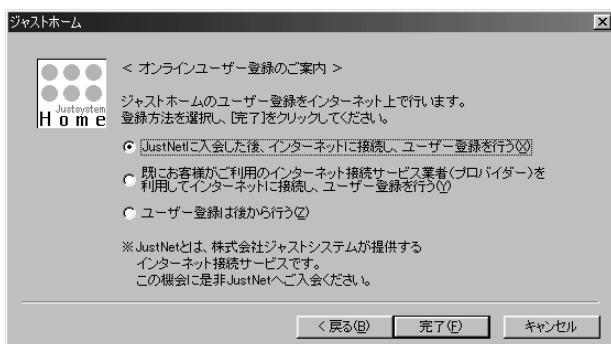 ジャストホーム
Justsystem
Home
< オンラインユーザー登録のご案内 >
ジャストホームのユーザー登録をインターネット上で行います。
登録方法を選択し、[完了]をクリックしてください。
JustNetに入会した後、インターネットに接続し、ユーザー登録を行う(X)
既にお客様がご利用のインターネット接続サービス業者(プロバイダー)を
利用してインターネットに接続し、ユーザー登録を行う(Y)
ユーザー登録は後から行う(Z)
※JustNetとは、株式会社ジャストシステムが提供する
インターネット接続サービスです。
この機会に是非JustNetへご入会ください。
< 戻る(B)
完了(F)
キャンセル